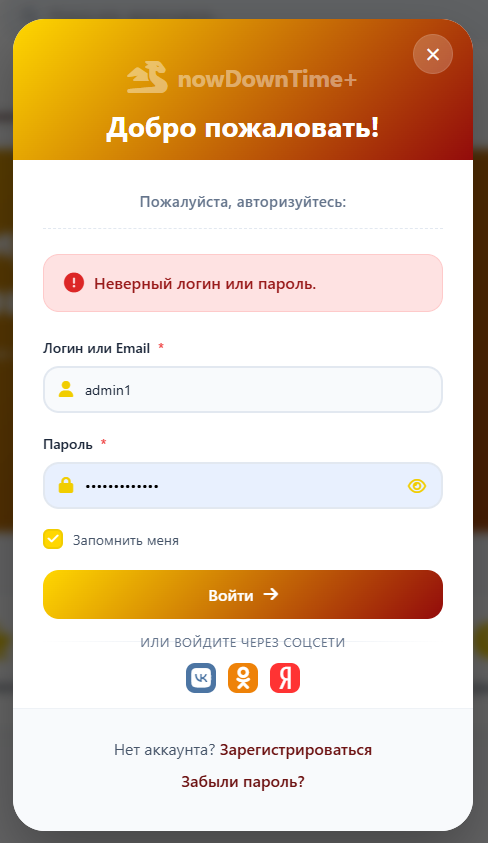 nowDownTime+
Добро пожаловать!
Пожалуйста, авторизуйтесь:
Неверный логин или пароль.
Логин или Email *
admin1
Пароль *
•••••••••••••
Запомнить меня
Войти →
ИЛИ ВОЙДИТЕ ЧЕРЕЗ СОЦСЕТИ
Нет аккаунта? Зарегистрироваться
Забыли пароль?